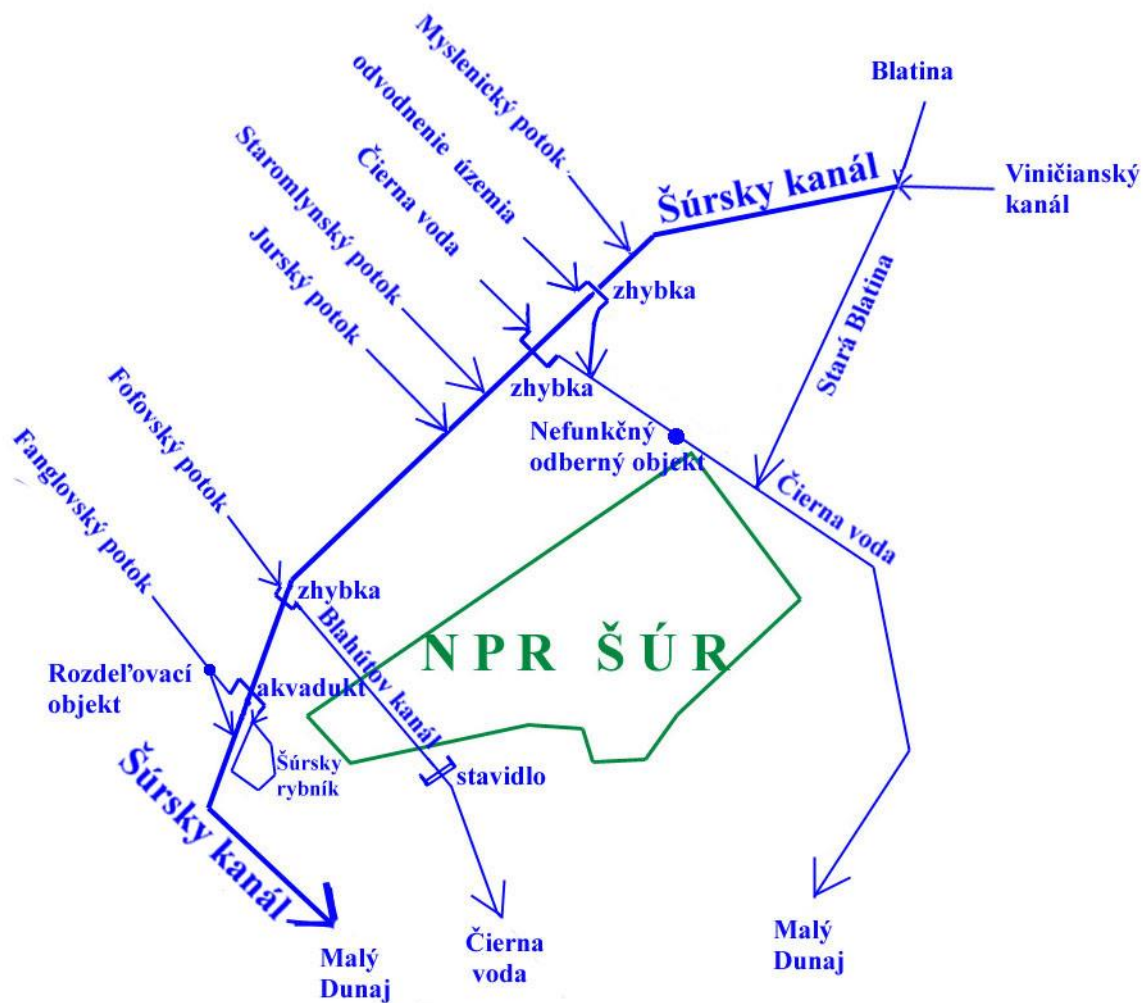 Myslenický potok
odvodnenie územia
Čierna voda
Staromlynský potok
Jurský potok
Fofovský potok
Fanglovský potok
Blatina
Šúrsky kanál
Viničianský
kanál
zhybka
Stará Blatina
zhybka
Nefunkčný
odberný objekt
Čierna voda
zhybka
Blahútov kanál
NPR ŠÚR
Rozdeľovací
objekt
akvadukt
Šúrsky
rybník
stavidlo
Šúrsky kanál
Malý
Dunaj
Čierna
voda
Malý
Dunaj